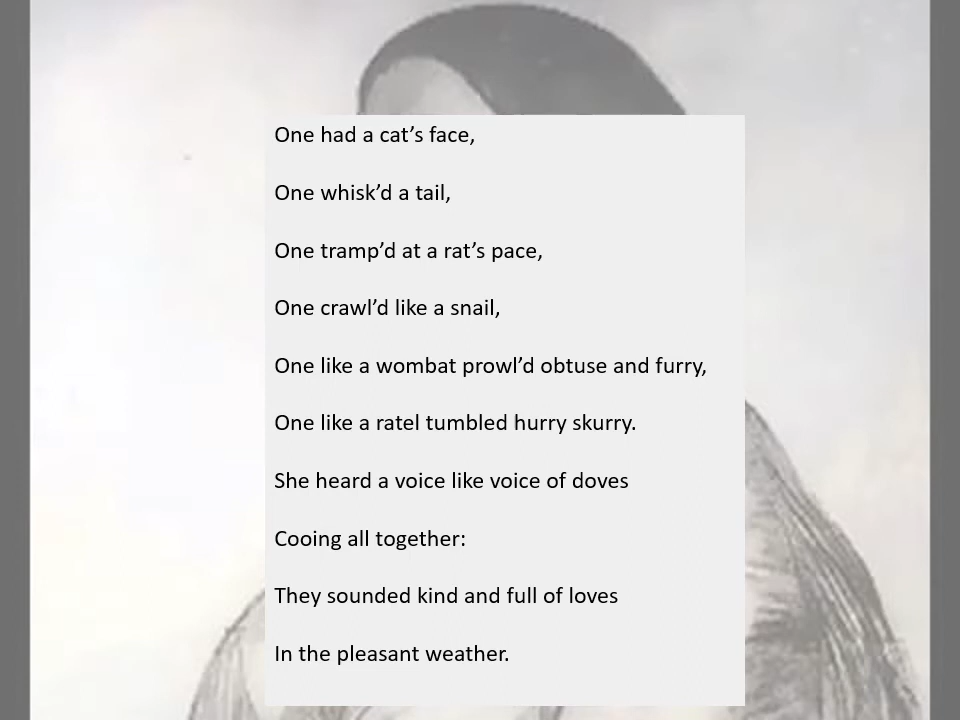 One had a cat’s face,
One whisk’d a tail,
One tramp’d at a rat’s pace,
One crawl’d like a snail,
One like a wombat prowl’d obtuse and furry,
One like a ratel tumbled hurry skurry.
She heard a voice like voice of doves
Cooing all together:
They sounded kind and full of loves
In the pleasant weather.